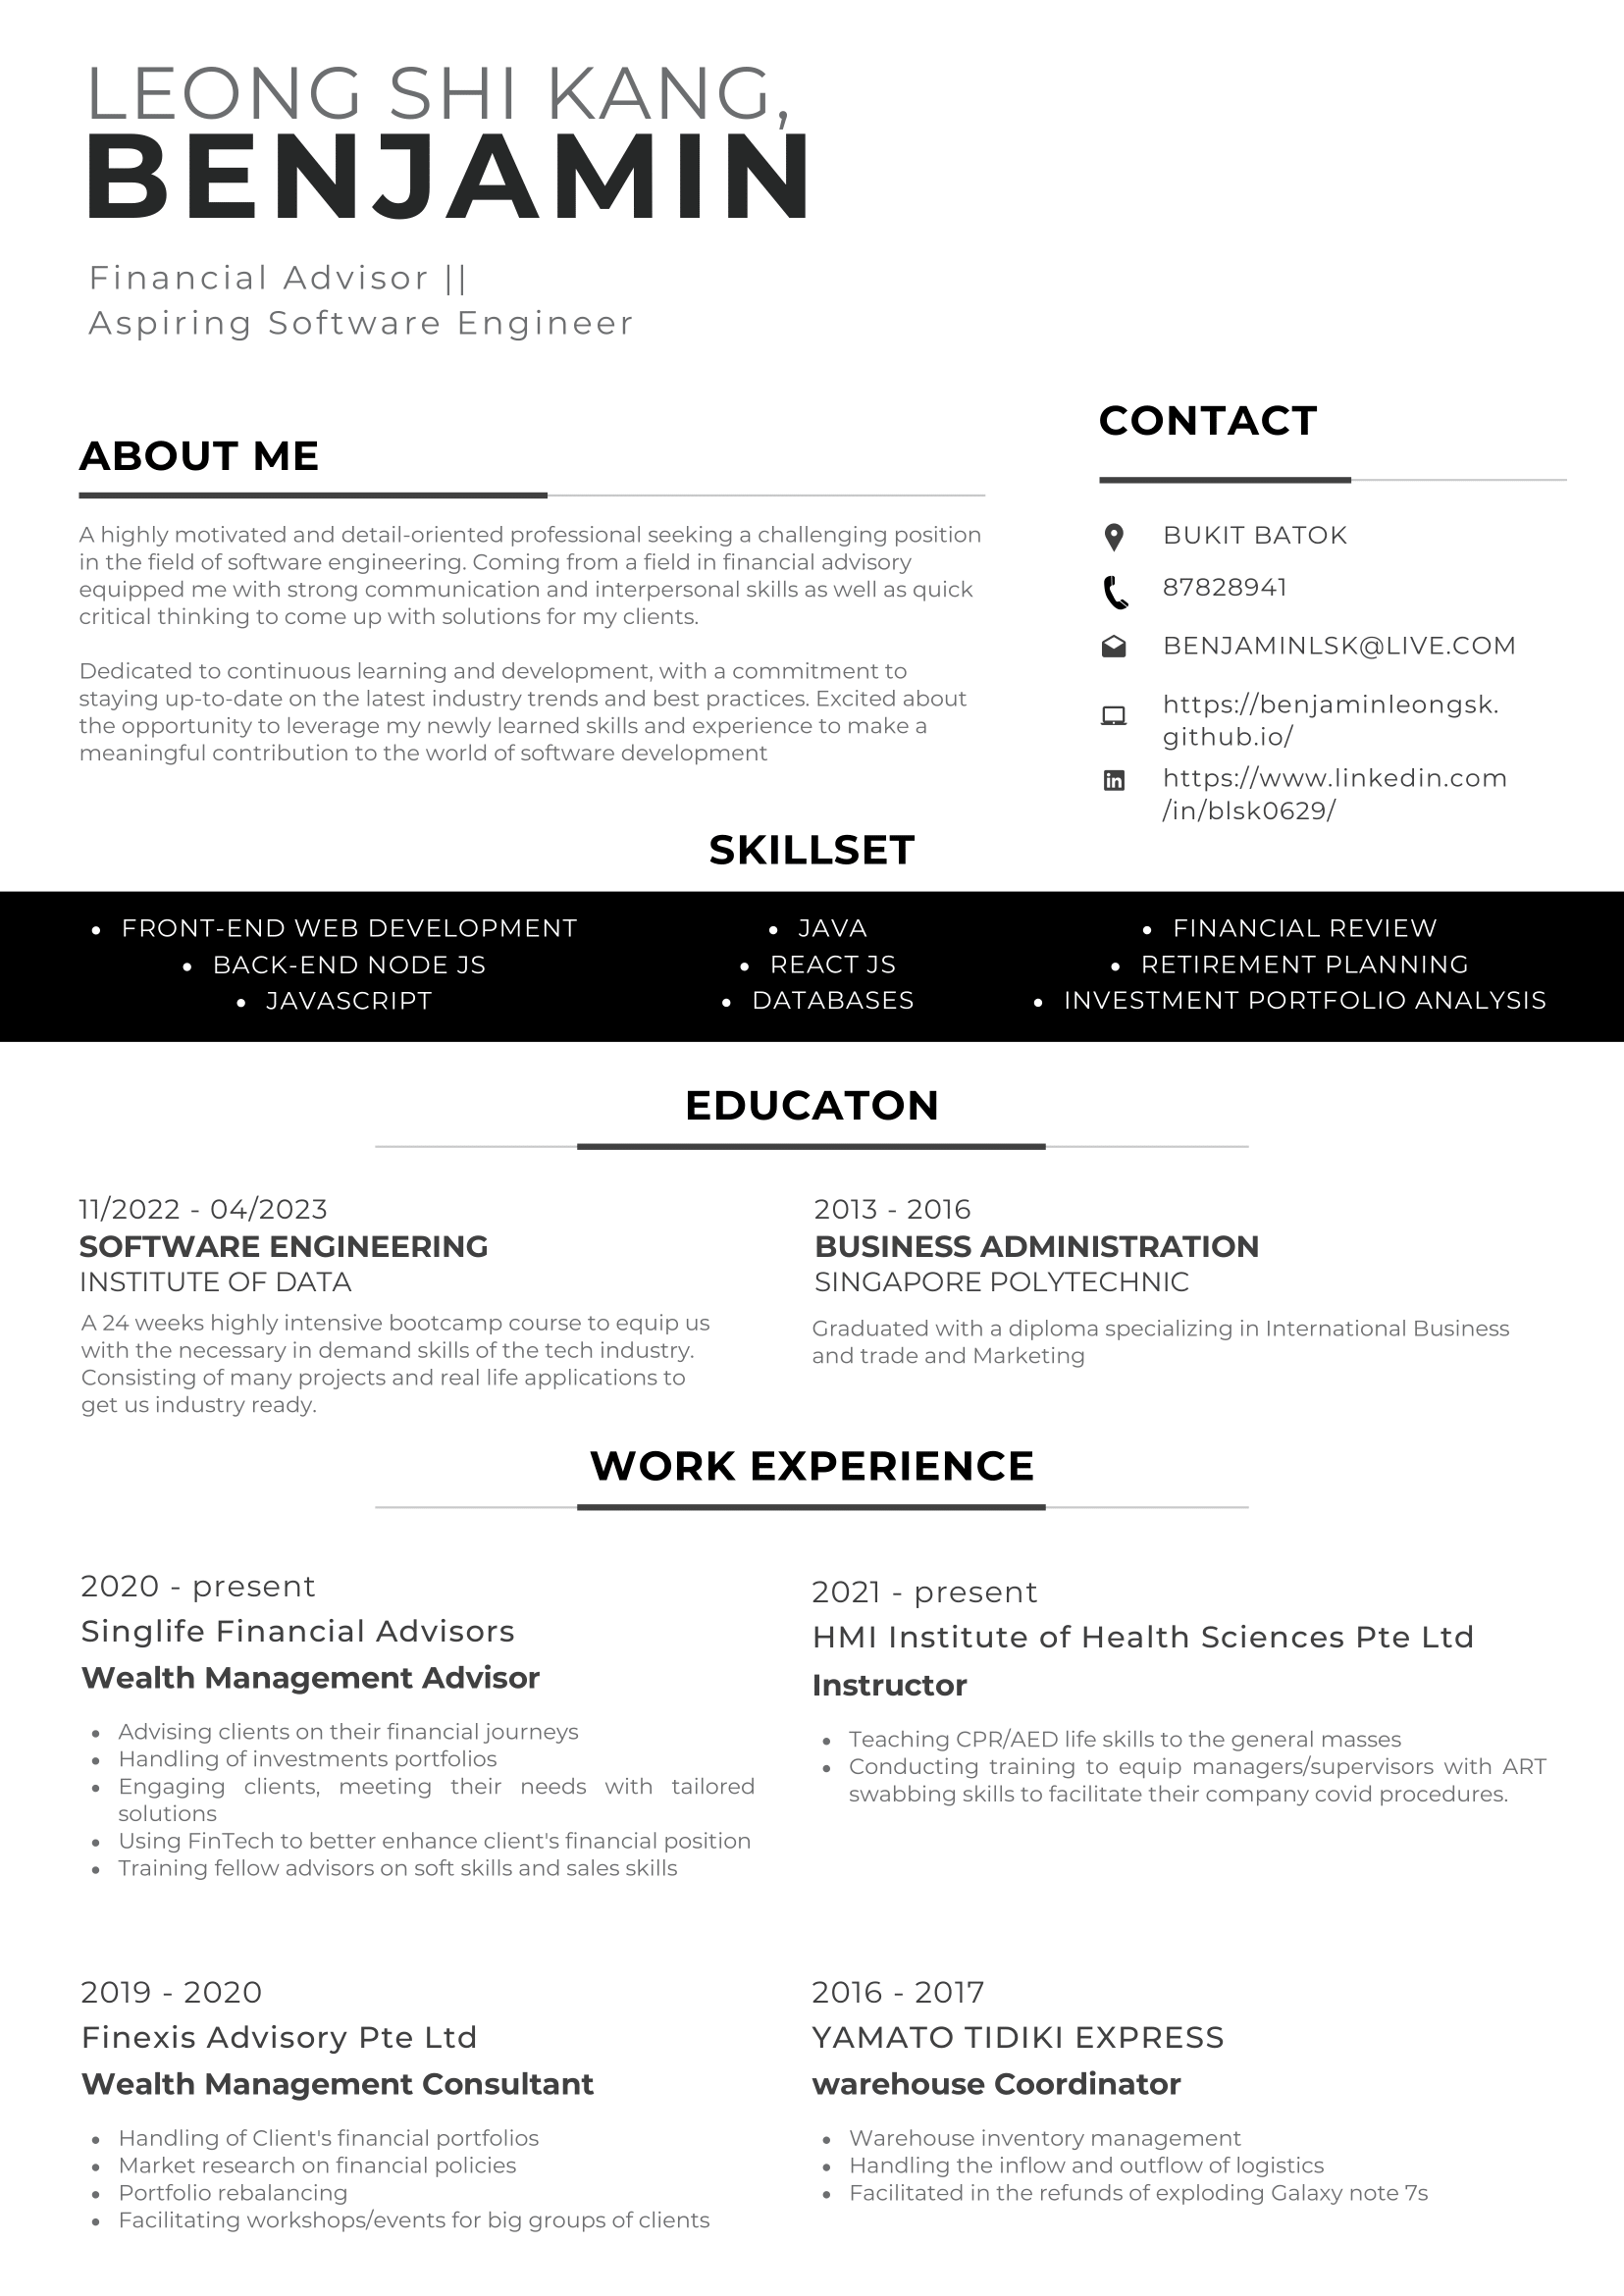 LEONG SHI KANG,
BENJAMIN
Financial Advisor ||
Aspiring Software Engineer
ABOUT ME
A highly motivated and detail-oriented professional seeking a challenging position
in the field of software engineering. Coming from a field in financial advisory
equipped me with strong communication and interpersonal skills as well as quick
critical thinking to come up with solutions for my clients.
Dedicated to continuous learning and development, with a commitment to
staying up-to-date on the latest industry trends and best practices. Excited about
the opportunity to leverage my newly learned skills and experience to make a
meaningful contribution to the world of software development
CONTACT
BUKIT BATOK
87828941
BENJAMINLSK@LIVE.COM
https://benjaminleongsk.
github.io/
https://www.linkedin.com
/in/blsk0629/
SKILLSET
• FRONT-END WEB DEVELOPMENT
• BACK-END NODE JS
• JAVASCRIPT
• JAVA
• REACT JS
• DATABASES
• FINANCIAL REVIEW
• RETIREMENT PLANNING
• INVESTMENT PORTFOLIO ANALYSIS
EDUCATON
11/2022 - 04/2023
SOFTWARE ENGINEERING
INSTITUTE OF DATA
A 24 weeks highly intensive bootcamp course to equip us
with the necessary in demand skills of the tech industry.
Consisting of many projects and real life applications to
get us industry ready.
2013 - 2016
BUSINESS ADMINISTRATION
SINGAPORE POLYTECHNIC
Graduated with a diploma specializing in International Business
and trade and Marketing
WORK EXPERIENCE
2020 - present
Singlife Financial Advisors
Wealth Management Advisor
• Advising clients on their financial journeys
• Handling of investments portfolios
• Engaging clients, meeting their needs with tailored
solutions
• Using FinTech to better enhance client's financial position
• Training fellow advisors on soft skills and sales skills
2021 - present
HMI Institute of Health Sciences Pte Ltd
Instructor
• Teaching CPR/AED life skills to the general masses
• Conducting training to equip managers/supervisors with ART
swabbing skills to facilitate their company covid procedures.
2019 - 2020
Finexis Advisory Pte Ltd
Wealth Management Consultant
• Handling of Client's financial portfolios
• Market research on financial policies
• Portfolio rebalancing
• Facilitating workshops/events for big groups of clients
2016 - 2017
YAMATO TIDIKI EXPRESS
warehouse Coordinator
• Warehouse inventory management
• Handling the inflow and outflow of logistics
• Facilitated in the refunds of exploding Galaxy note 7s